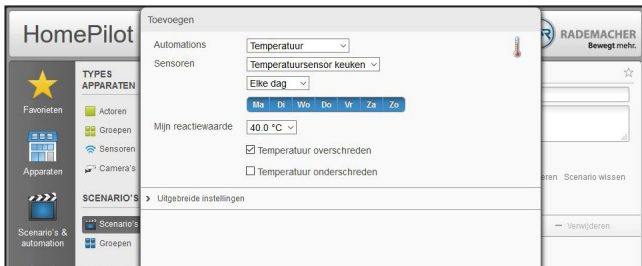 HomePilot
Favorieten
Apparaten
Scenario's &
automation
TYPES
APPARATEN
Actoren
Groepen
Sensoren
Camera's
SCENARIO'S
Scenario's
Groepen
Toevoegen
Automations
Temperatuur
Sensoren
Temperatuursensor keuken
Elke dag
Ma Di Wo Do Vr Za Zo
Mijn reactiewaarde
40.0 °C
Temperatuur overschreden
Temperatuur onderschreden
Uitgebreide instellingen
R RADEMACHER
Bewegt mehr.
Scenario wissen
Verwijderen